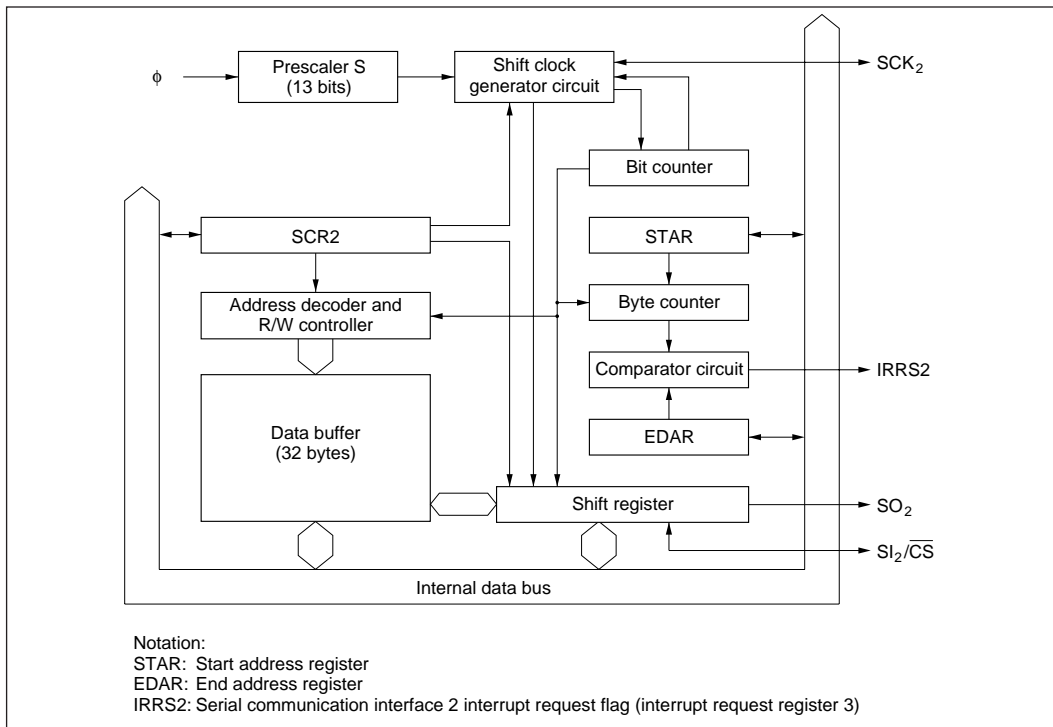 ϕ
Prescaler S
(13 bits)
Shift clock
generator circuit
SCK₂
Bit counter
SCR2
STAR
Address decoder and
R/W controller
Byte counter
Comparator circuit
IRRS2
Data buffer
(32 bytes)
EDAR
Shift register
SO₂
SI₂/C̅S̅
Internal data bus
Notation:
STAR: Start address register
EDAR: End address register
IRRS2: Serial communication interface 2 interrupt request flag (interrupt request register 3)